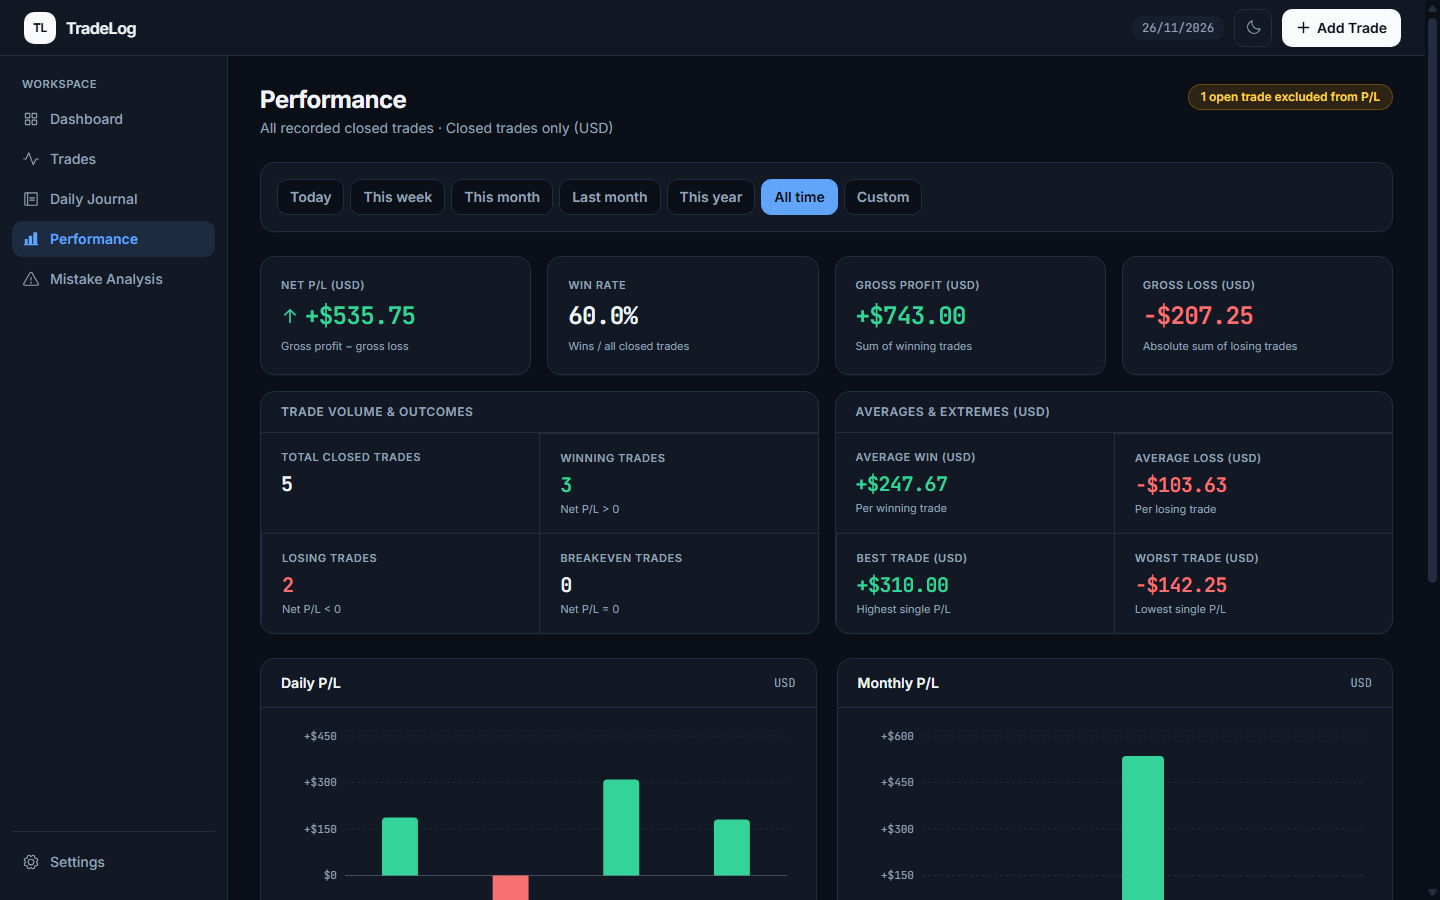 TL TradeLog
26/11/2026
+ Add Trade
WORKSPACE
Dashboard
Trades
Daily Journal
Performance
Mistake Analysis
Settings
Performance
All recorded closed trades · Closed trades only (USD)
1 open trade excluded from P/L
Today This week This month Last month This year All time Custom
NET P/L (USD)
↑ +$535.75
Gross profit − gross loss
WIN RATE
60.0%
Wins / all closed trades
GROSS PROFIT (USD)
+$743.00
Sum of winning trades
GROSS LOSS (USD)
-$207.25
Absolute sum of losing trades
TRADE VOLUME & OUTCOMES
TOTAL CLOSED TRADES
5
WINNING TRADES
3
Net P/L > 0
LOSING TRADES
2
Net P/L < 0
BREAKEVEN TRADES
0
Net P/L = 0
AVERAGES & EXTREMES (USD)
AVERAGE WIN (USD)
+$247.67
Per winning trade
AVERAGE LOSS (USD)
-$103.63
Per losing trade
BEST TRADE (USD)
+$310.00
Highest single P/L
WORST TRADE (USD)
-$142.25
Lowest single P/L
Daily P/L
USD
+$450
+$300
+$150
$0
Monthly P/L
USD
+$600
+$450
+$300
+$150